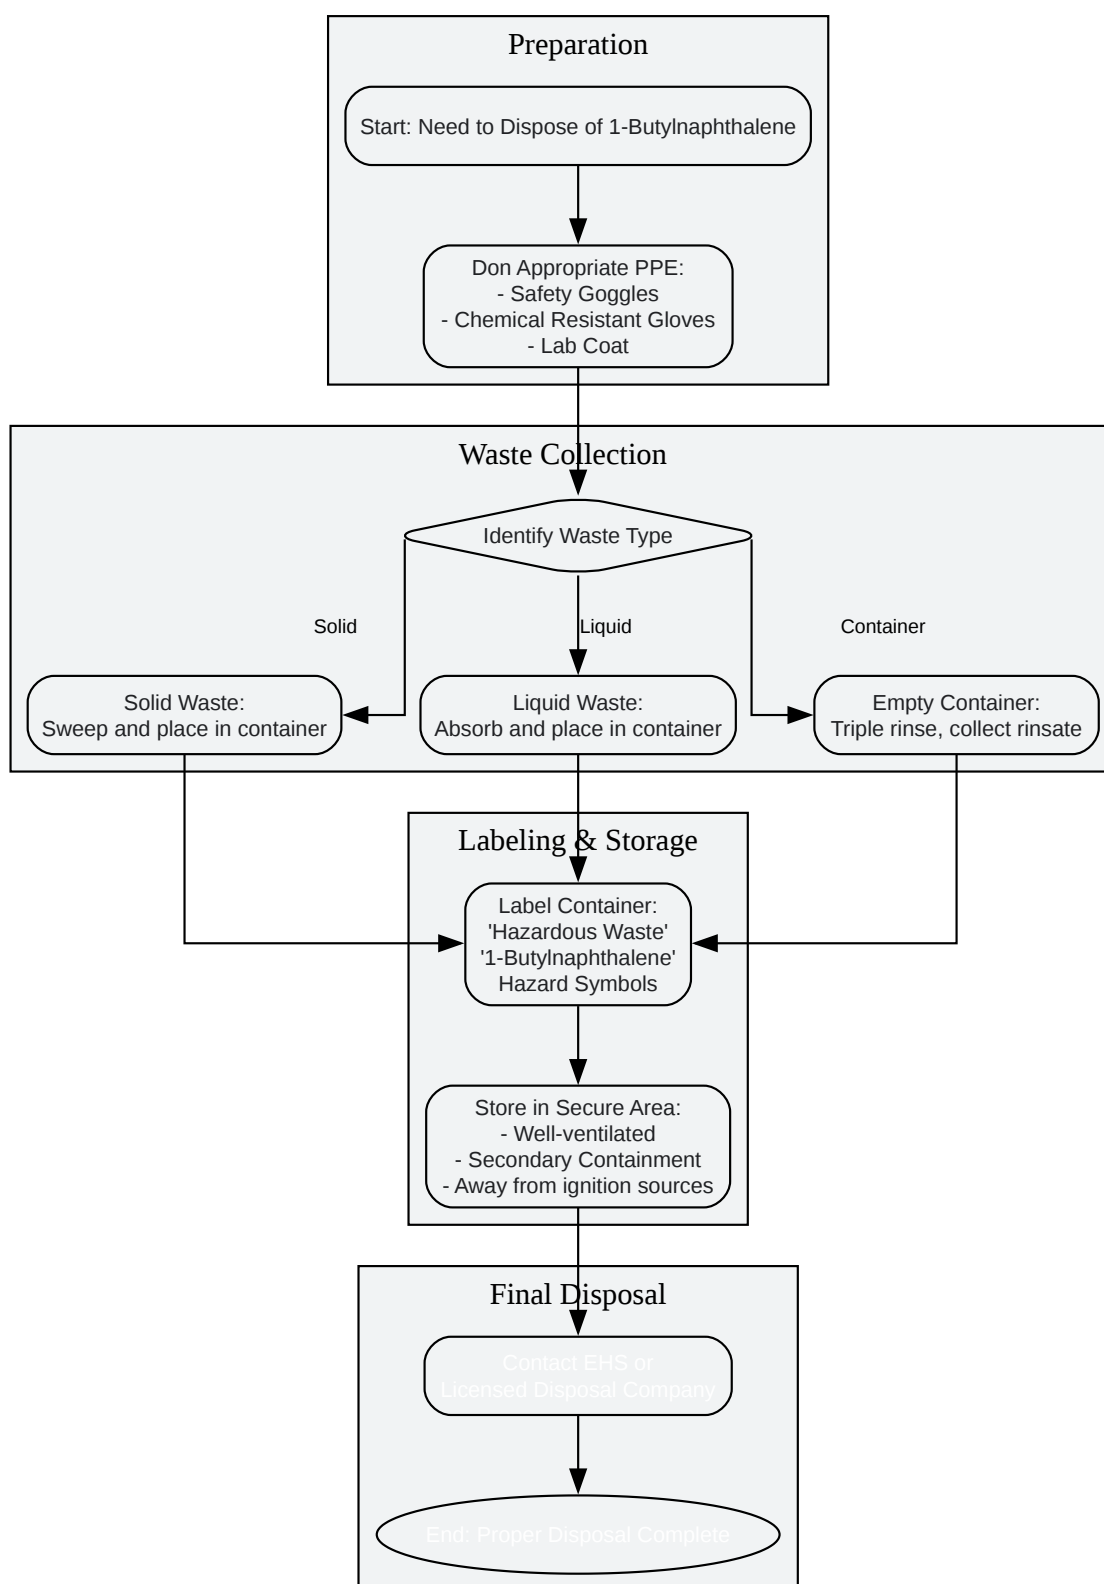 Preparation
Start: Need to Dispose of 1-Butylnaphthalene
Don Appropriate PPE:
- Safety Goggles
- Chemical Resistant Gloves
- Lab Coat
Waste Collection
Identify Waste Type
Solid
Liquid
Container
Solid Waste:
Sweep and place in container
Liquid Waste:
Absorb and place in container
Empty Container:
Triple rinse, collect rinsate
Labeling & Storage
Label Container:
'Hazardous Waste'
'1-Butylnaphthalene'
Hazard Symbols
Store in Secure Area:
- Well-ventilated
- Secondary Containment
- Away from ignition sources
Final Disposal
Contact EHS or
Licensed Disposal Company
End: Proper Disposal Complete